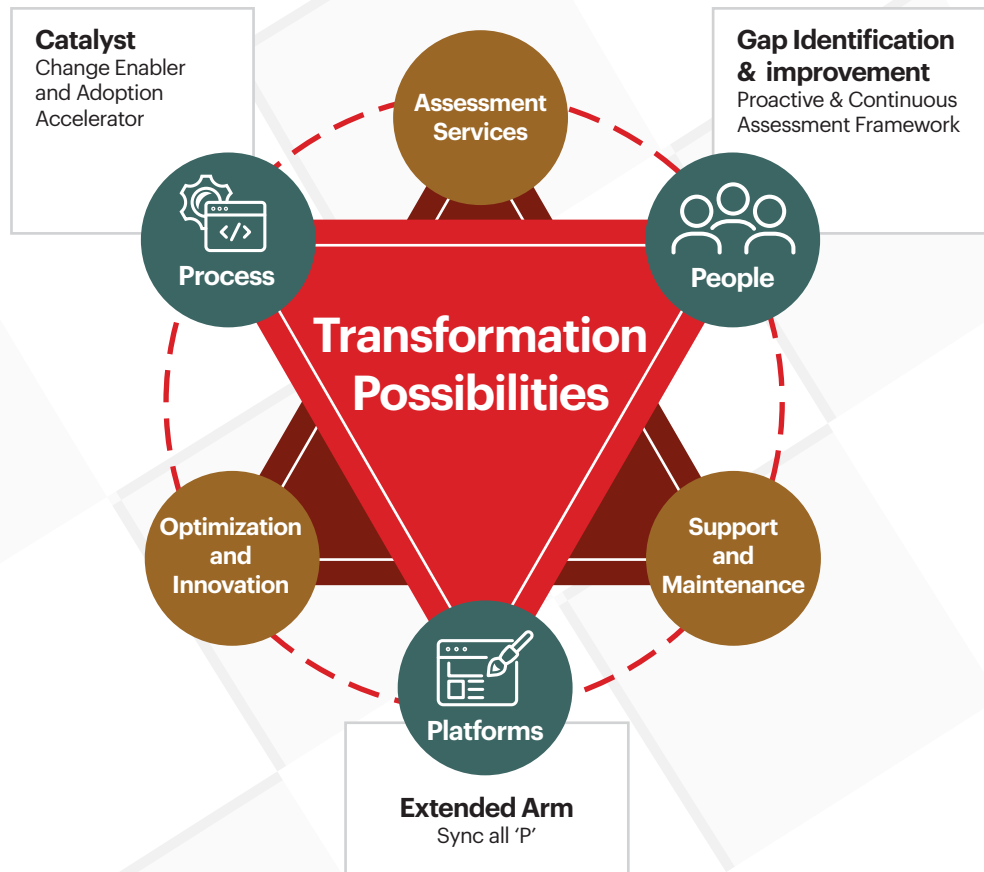 Catalyst
Change Enabler
and Adoption
Accelerator
Gap Identification
& improvement
Proactive & Continuous
Assessment Framework
Assessment
Services
</>
Process
People
Transformation
Possibilities
Optimization
and
Innovation
Support
and
Maintenance
Platforms
Extended Arm
Sync all ‘P’